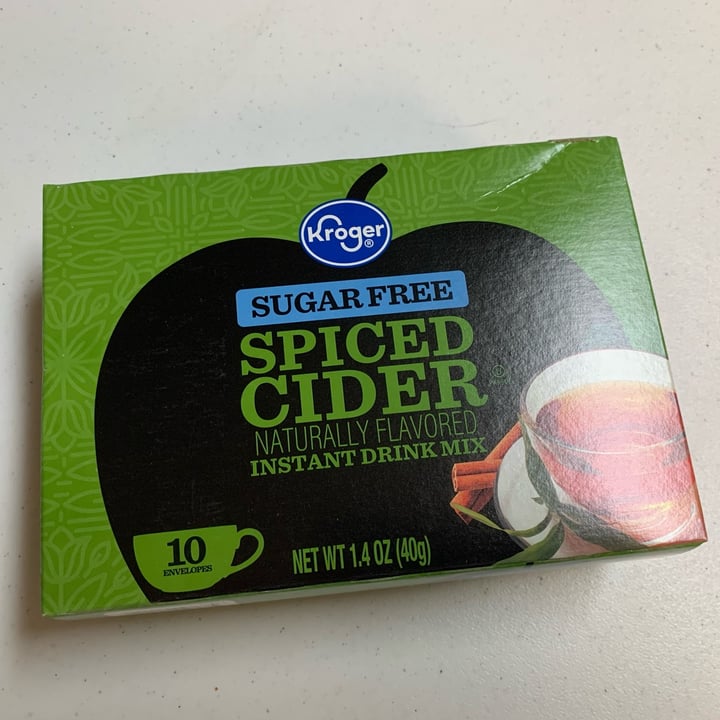 Kroger®
SUGAR FREE
SPICED
CIDER
NATURALLY FLAVORED
INSTANT DRINK MIX
10
ENVELOPES
NET WT 1.4 OZ (40g)